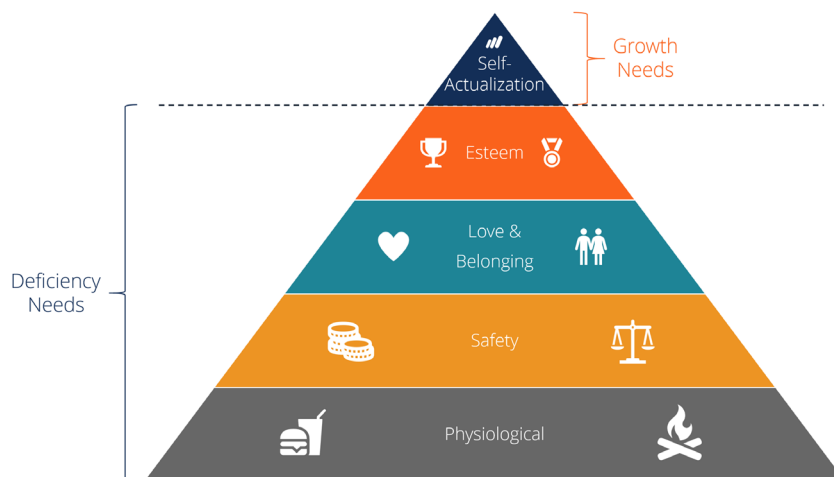 Self-
Actualization
Growth
Needs
Esteem
Love &
Belonging
Deficiency
Needs
Safety
Physiological